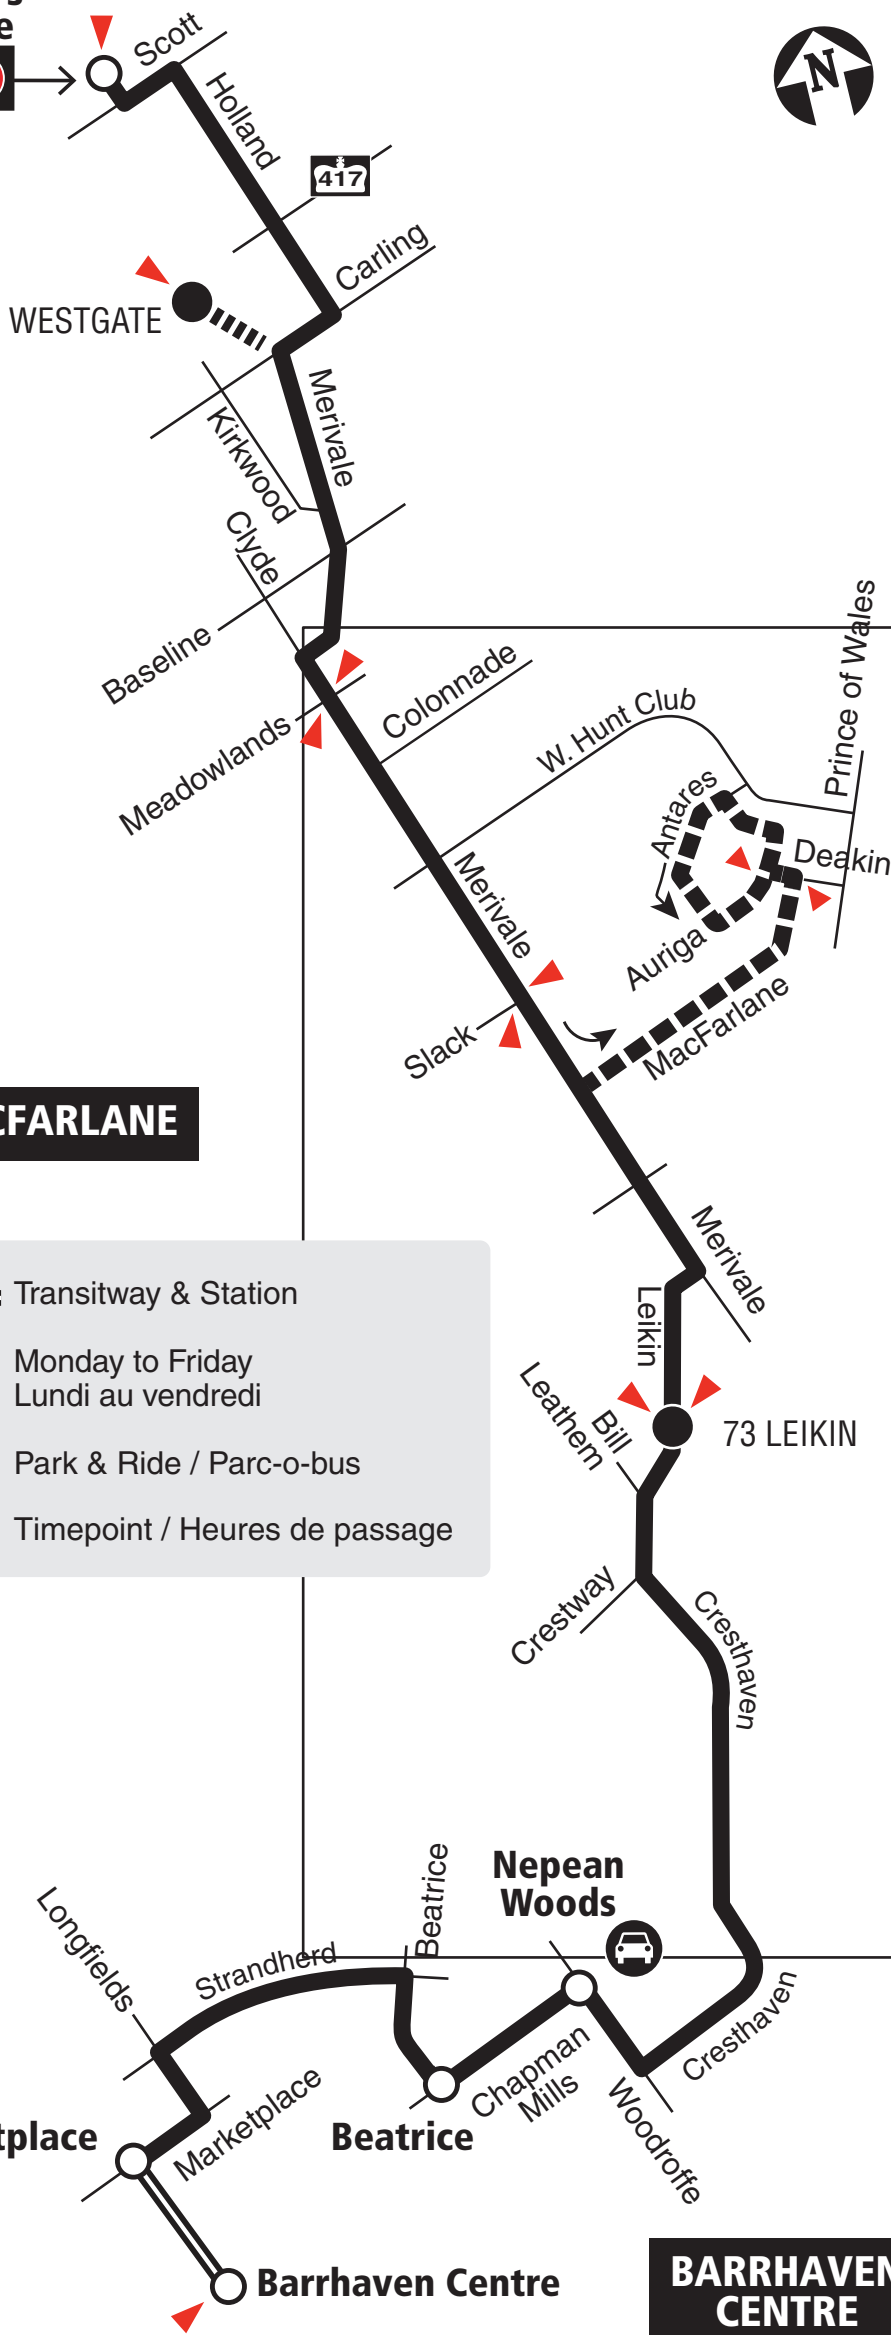 Scott
Holland
417
Carling
WESTGATE
Merivale
Kirkwood
Clyde
Baseline
Prince of Wales
Colonnade
Meadowlands
W. Hunt Club
Antares
Deakin
Merivale
Auriga
MacFarlane
Slack
CFARLANE
Merivale
Transitway & Station
Leikin
Monday to Friday
Lundi au vendredi
Bill
Leathem
73 LEIKIN
Park & Ride / Parc-o-bus
Timepoint / Heures de passage
Crestway
Cresthaven
Nepean
Woods
Beatrice
Longfields
Strandherd
Cresthaven
Chapman
Mills
Marketplace
Woodroffe
tplace
Beatrice
Barrhaven Centre
BARRHAVEN
CENTRE
N